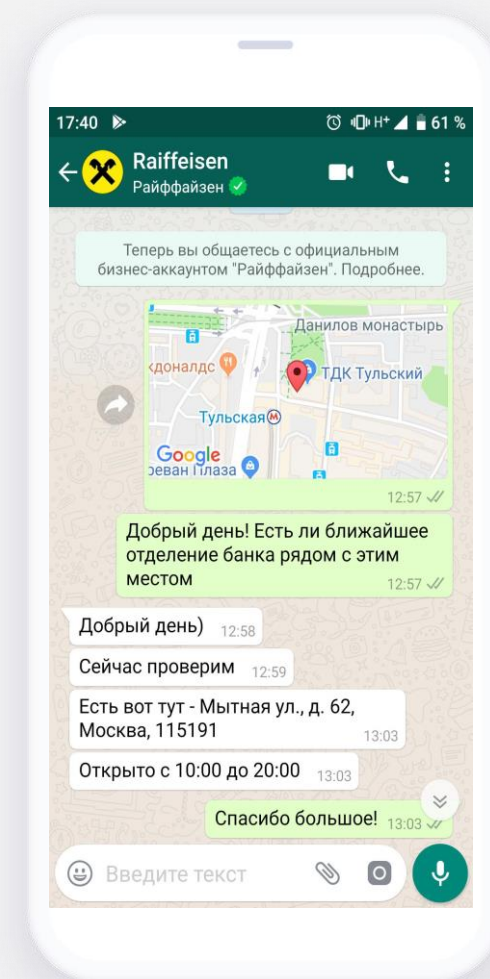 17:40 H+ 61 %
Raiffeisen
Райффайзен
Теперь вы общаетесь с официальным
бизнес-аккаунтом "Райффайзен". Подробнее.
Данилов монастырь
кдоналдс
ТДК Тульский
Тульская М
Google
реван Плаза
12:57
Добрый день! Есть ли ближайшее
отделение банка рядом с этим
местом 12:57
Добрый день) 12:58
Сейчас проверим 12:59
Есть вот тут - Мытная ул., д. 62,
Москва, 115191 13:03
Открыто с 10:00 до 20:00 13:03
Спасибо большое! 13:03
Введите текст